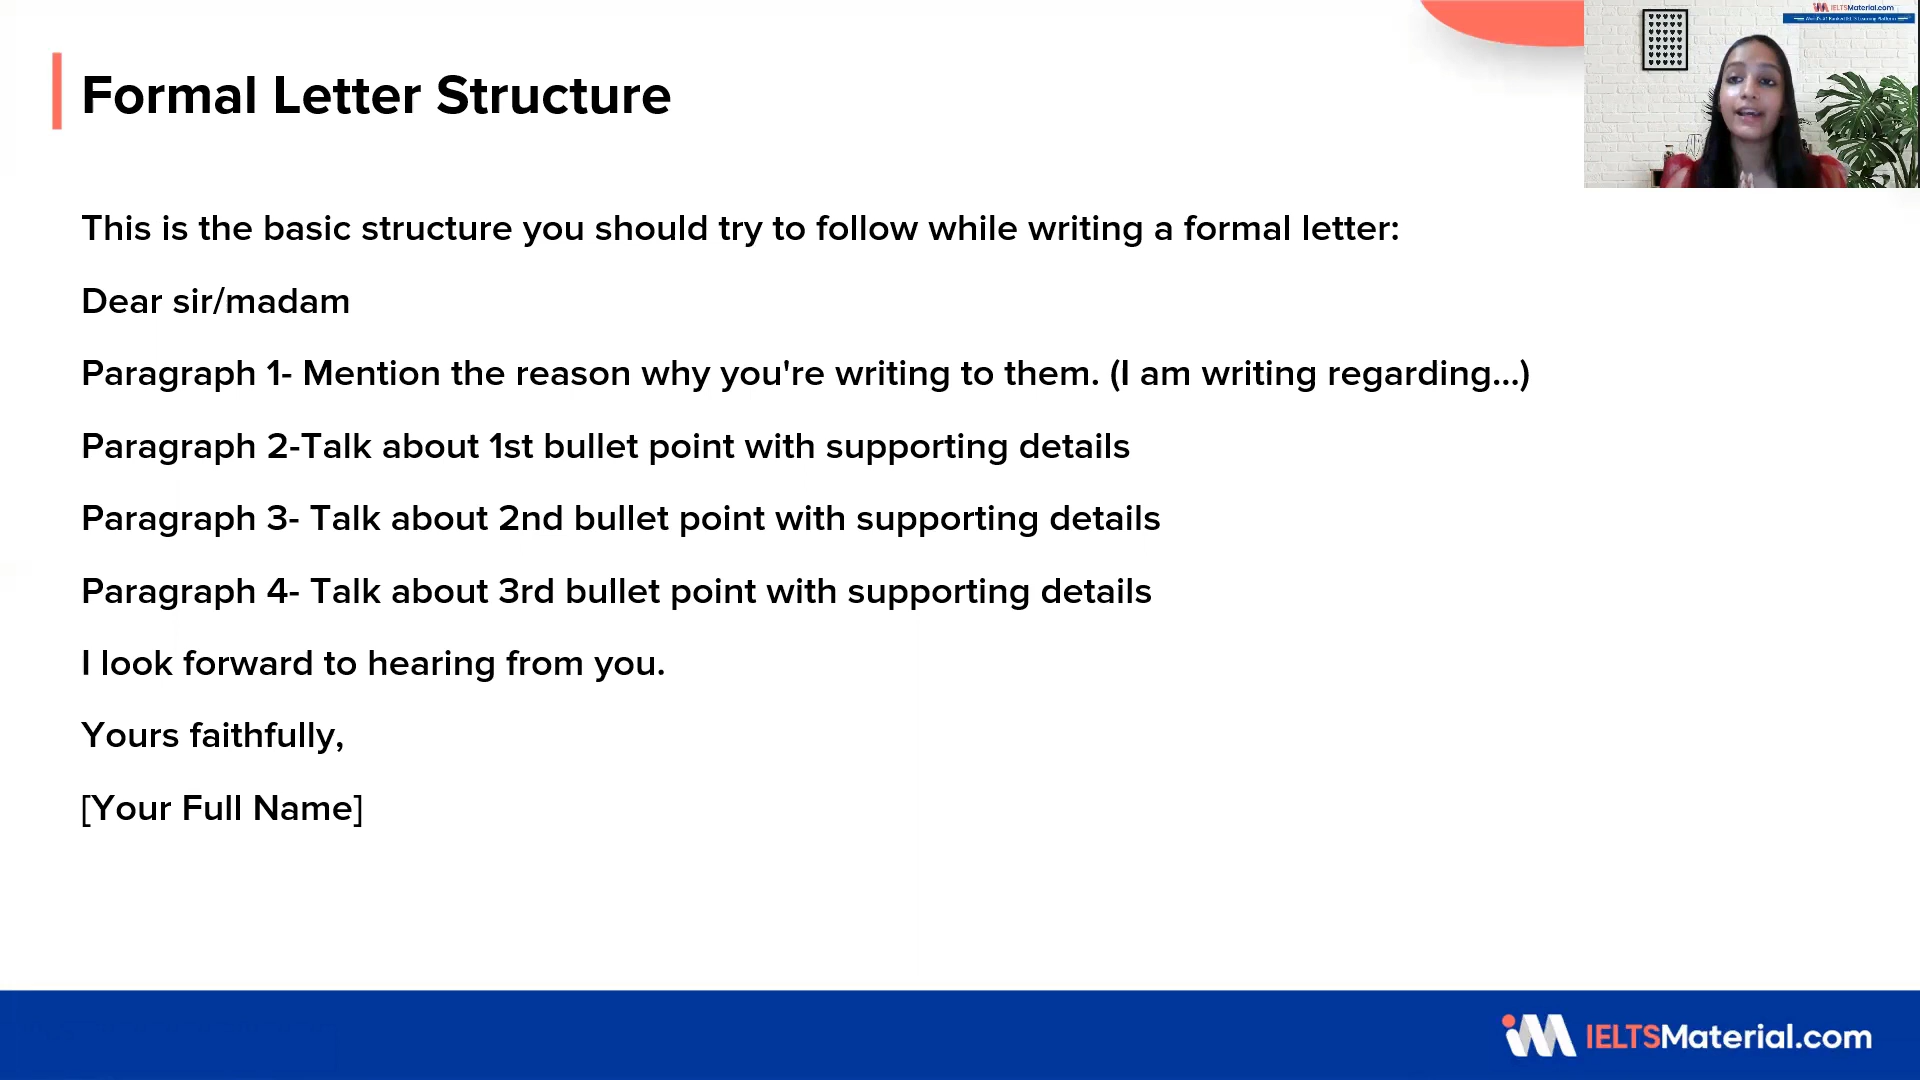 Formal Letter Structure
This is the basic structure you should try to follow while writing a formal letter:
Dear sir/madam
Paragraph 1- Mention the reason why you're writing to them. (I am writing regarding...)
Paragraph 2-Talk about 1st bullet point with supporting details
Paragraph 3- Talk about 2nd bullet point with supporting details
Paragraph 4- Talk about 3rd bullet point with supporting details
I look forward to hearing from you.
Yours faithfully,
[Your Full Name]
IELTSMaterial.com
iM IELTSMaterial.com